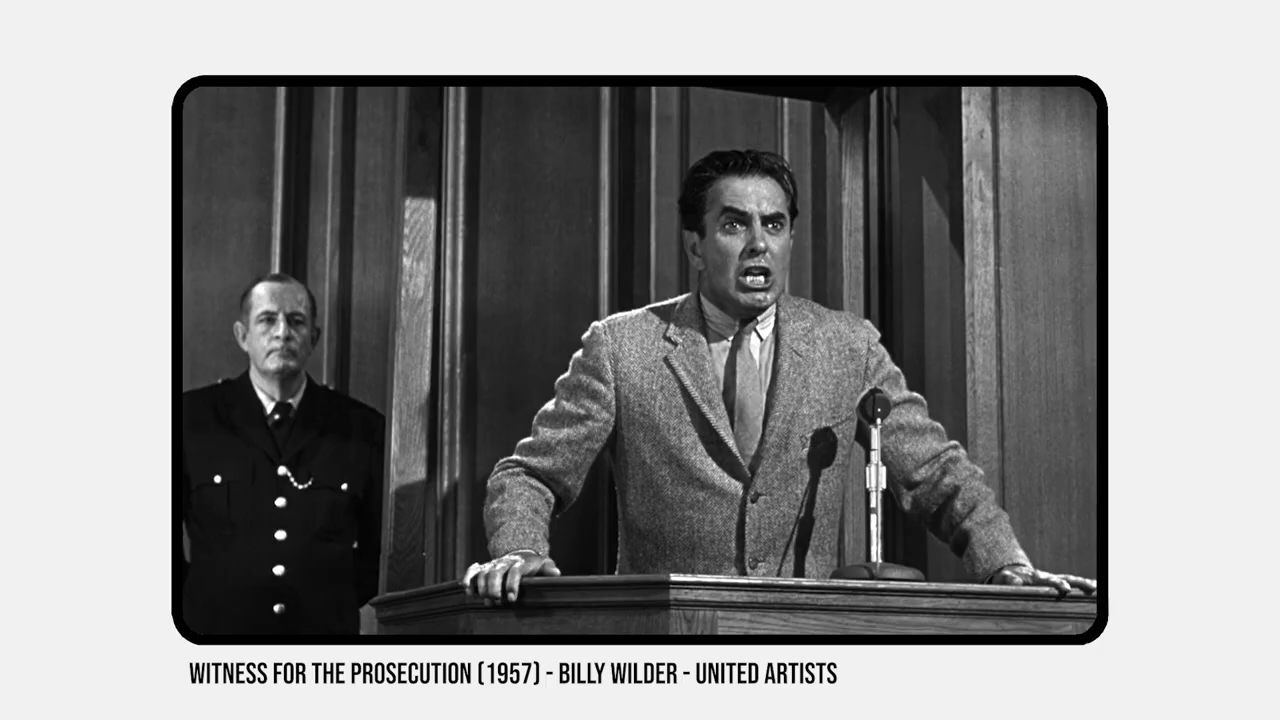 WITNESS FOR THE PROSECUTION (1957) - BILLY WILDER - UNITED ARTISTS